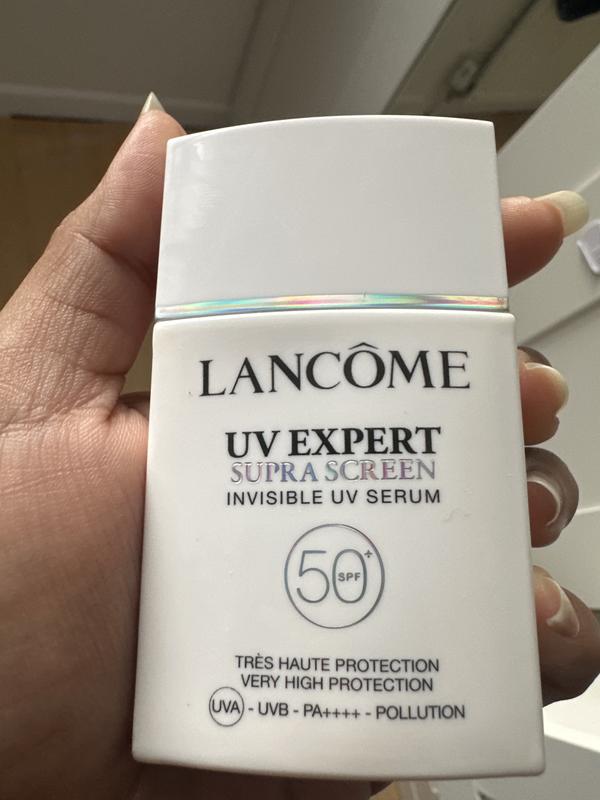 LANCÔME
UV EXPERT
SUPRA SCREEN
INVISIBLE UV SERUM
50+ SPF
TRÈS HAUTE PROTECTION
VERY HIGH PROTECTION
UVA - UVB - PA++++ - POLLUTION